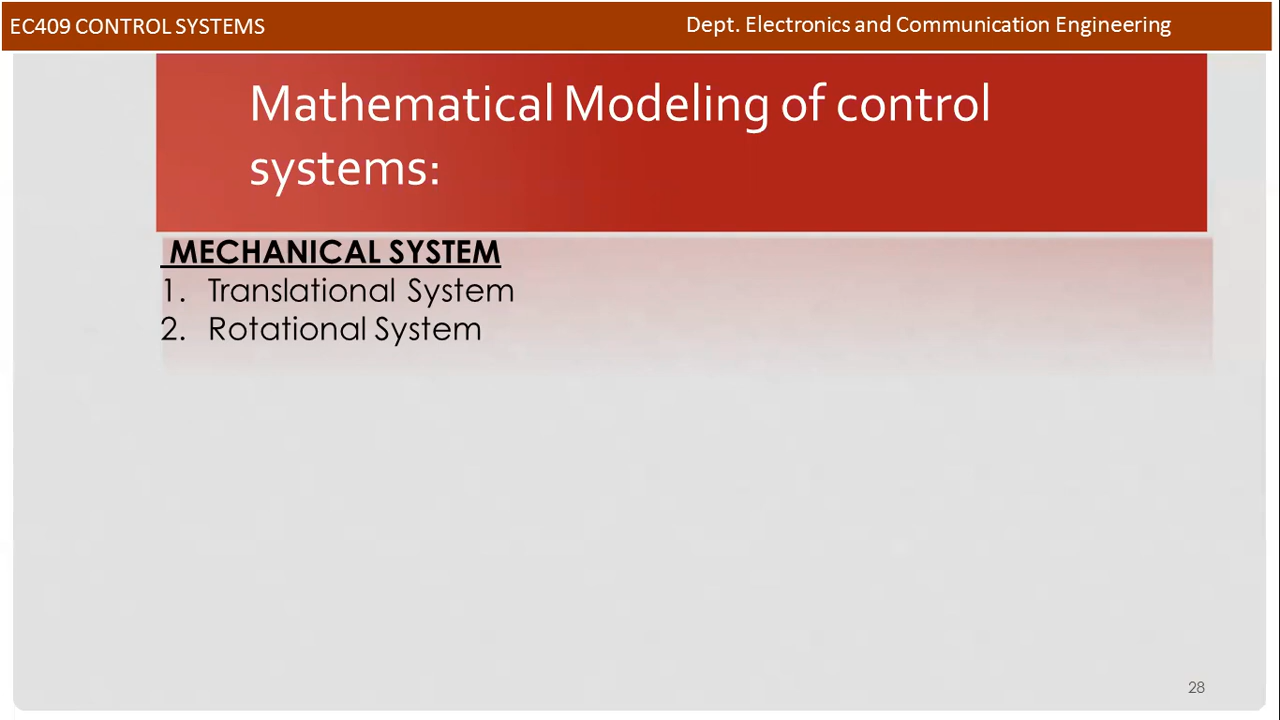 EC409 CONTROL SYSTEMS
Dept. Electronics and Communication Engineering
Mathematical Modeling of control
systems:
MECHANICAL SYSTEM
1. Translational System
2. Rotational System
28